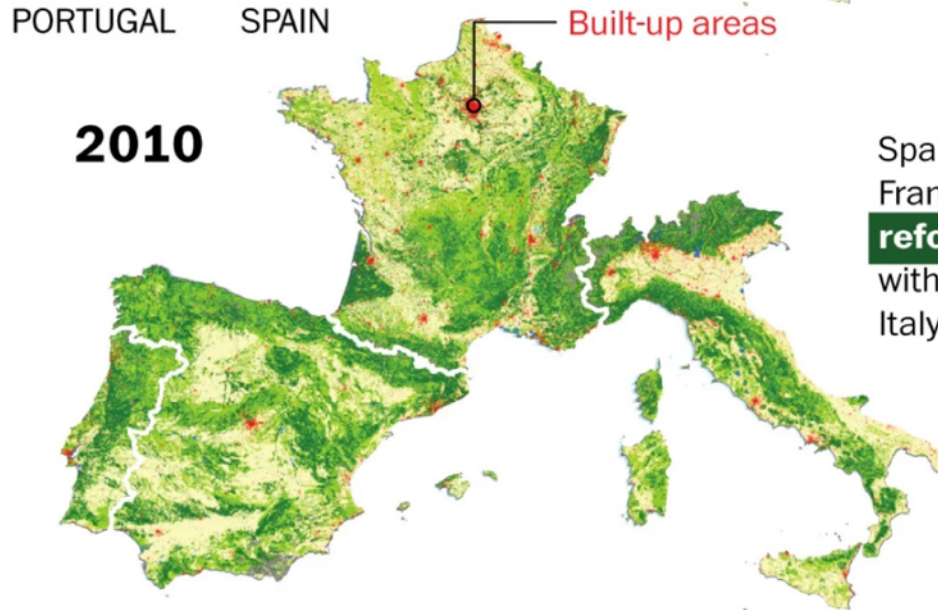 PORTUGAL SPAIN
Built-up areas
2010
Spa
Fran
refo
with
Italy